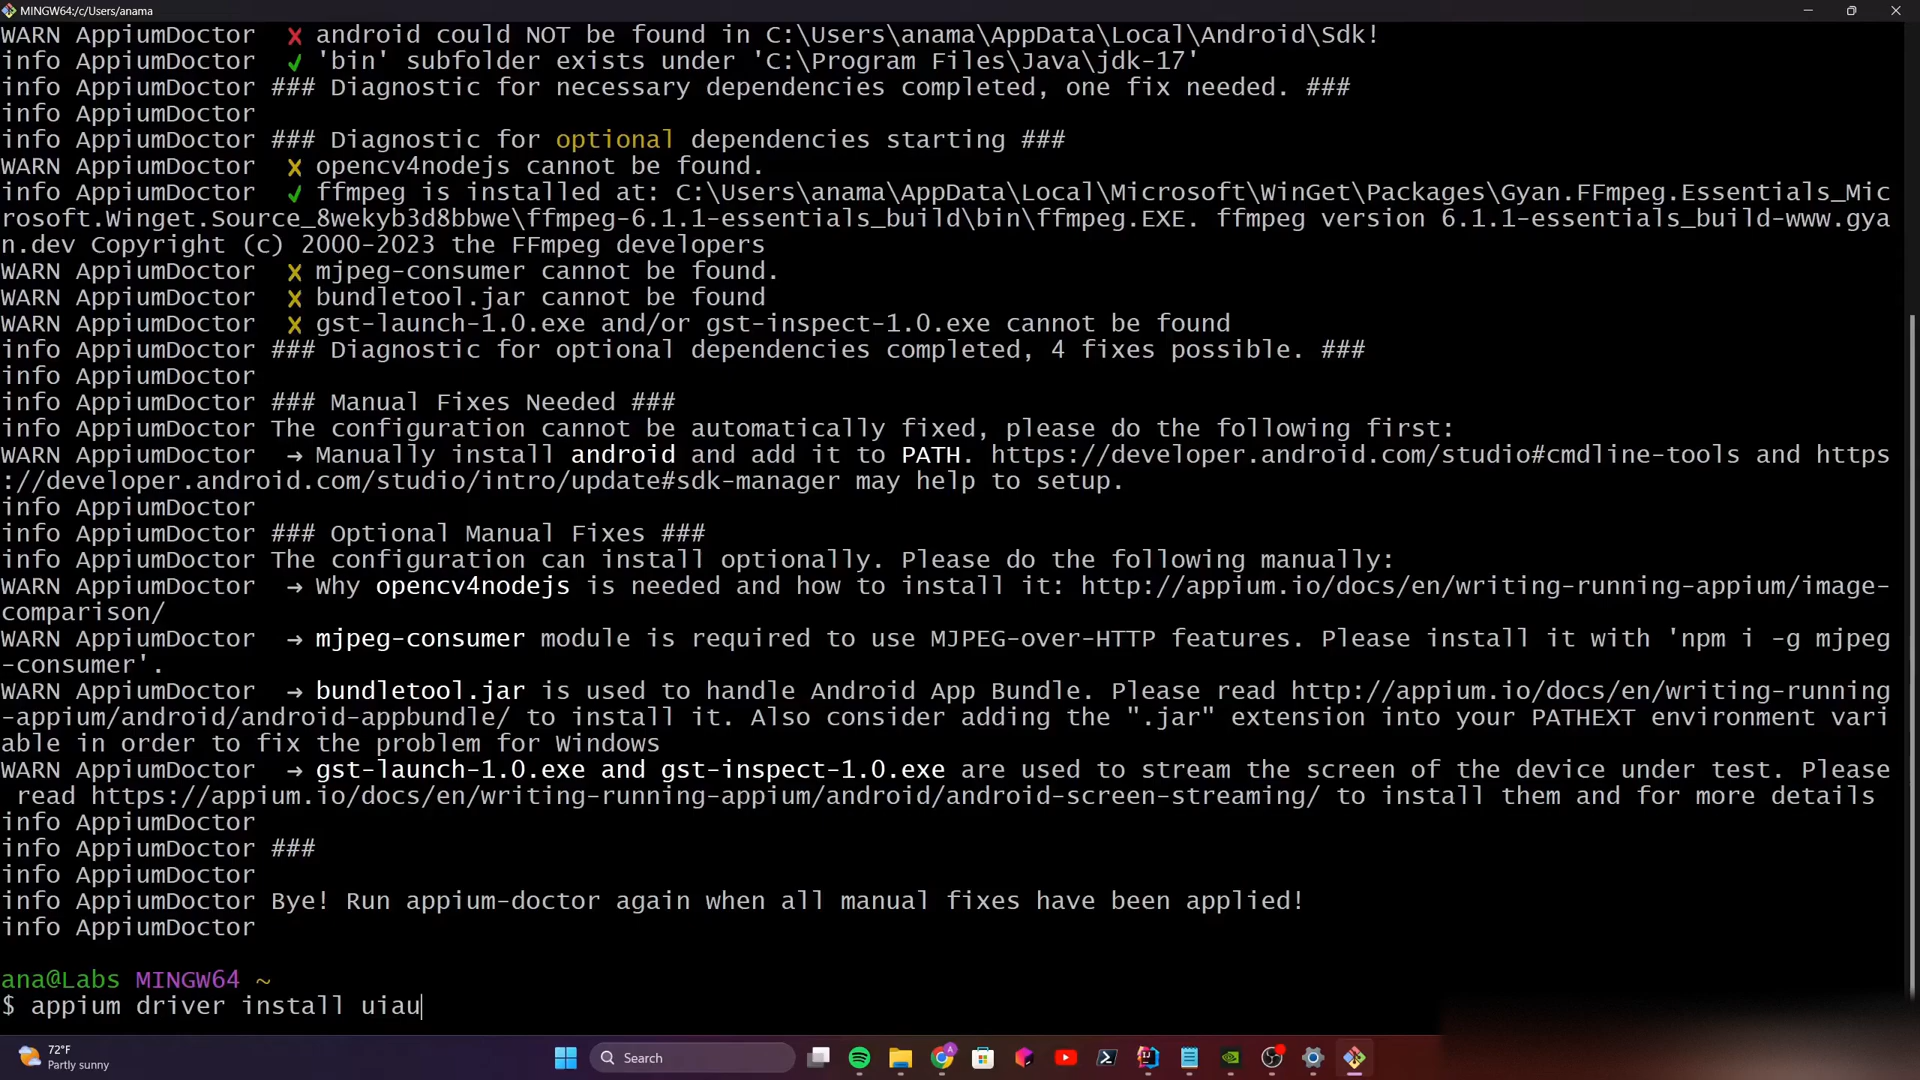 MINGW64:/c/Users/anama
WARN AppiumDoctor  ✗ android could NOT be found in C:\Users\anama\AppData\Local\Android\Sdk!
info AppiumDoctor  ✓ 'bin' subfolder exists under 'C:\Program Files\Java\jdk-17'
info AppiumDoctor ### Diagnostic for necessary dependencies completed, one fix needed. ###
info AppiumDoctor
info AppiumDoctor ### Diagnostic for optional dependencies starting ###
WARN AppiumDoctor  ✗ opencv4nodejs cannot be found.
info AppiumDoctor  ✓ ffmpeg is installed at: C:\Users\anama\AppData\Local\Microsoft\WinGet\Packages\Gyan.FFmpeg.Essentials_Mic
rosoft.Winget.Source_8wekyb3d8bbwe\ffmpeg-6.1.1-essentials_build\bin\ffmpeg.EXE. ffmpeg version 6.1.1-essentials_build-www.gya
n.dev Copyright (c) 2000-2023 the FFmpeg developers
WARN AppiumDoctor  ✗ mjpeg-consumer cannot be found.
WARN AppiumDoctor  ✗ bundletool.jar cannot be found
WARN AppiumDoctor  ✗ gst-launch-1.0.exe and/or gst-inspect-1.0.exe cannot be found
info AppiumDoctor ### Diagnostic for optional dependencies completed, 4 fixes possible. ###
info AppiumDoctor
info AppiumDoctor ### Manual Fixes Needed ###
info AppiumDoctor The configuration cannot be automatically fixed, please do the following first:
WARN AppiumDoctor  → Manually install android and add it to PATH. https://developer.android.com/studio#cmdline-tools and https
://developer.android.com/studio/intro/update#sdk-manager may help to setup.
info AppiumDoctor
info AppiumDoctor ### Optional Manual Fixes ###
info AppiumDoctor The configuration can install optionally. Please do the following manually:
WARN AppiumDoctor  → Why opencv4nodejs is needed and how to install it: http://appium.io/docs/en/writing-running-appium/image-
comparison/
WARN AppiumDoctor  → mjpeg-consumer module is required to use MJPEG-over-HTTP features. Please install it with 'npm i -g mjpeg
-consumer'.
WARN AppiumDoctor  → bundletool.jar is used to handle Android App Bundle. Please read http://appium.io/docs/en/writing-running
-appium/android/android-appbundle/ to install it. Also consider adding the ".jar" extension into your PATHEXT environment vari
able in order to fix the problem for Windows
WARN AppiumDoctor  → gst-launch-1.0.exe and gst-inspect-1.0.exe are used to stream the screen of the device under test. Please
 read https://appium.io/docs/en/writing-running-appium/android/android-screen-streaming/ to install them and for more details
info AppiumDoctor
info AppiumDoctor ###
info AppiumDoctor
info AppiumDoctor Bye! Run appium-doctor again when all manual fixes have been applied!
info AppiumDoctor
ana@Labs MINGW64 ~
$ appium driver install uiau
72°F
Partly sunny
Search